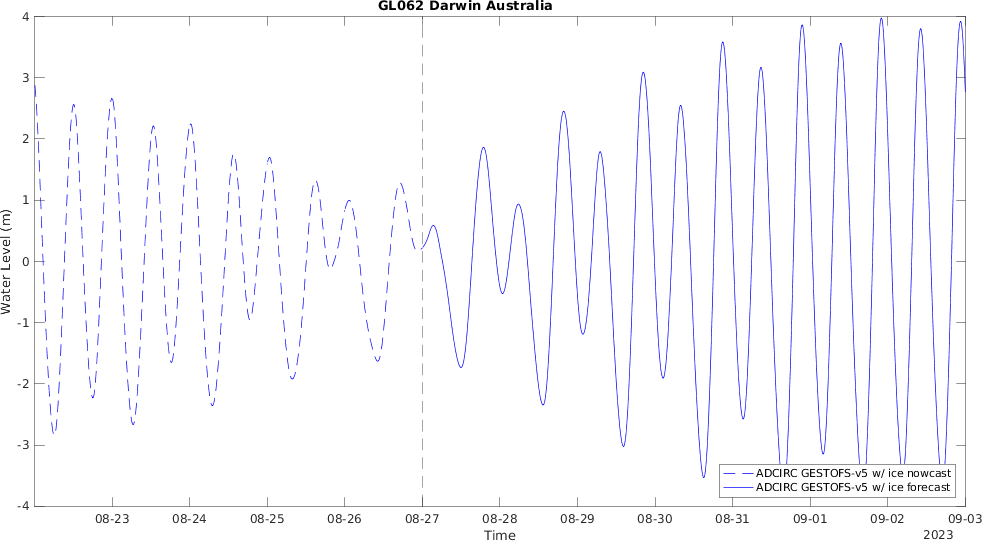 GL062 Darwin Australia
4
3
2
1
0
-1
-2
-3
-4
Water Level (m)
ADCIRC GESTOFS-v5 w/ ice nowcast
ADCIRC GESTOFS-v5 w/ ice forecast
08-23 08-24 08-25 08-26 08-27 08-28 08-29 08-30 08-31 09-01 09-02 09-03
Time
2023